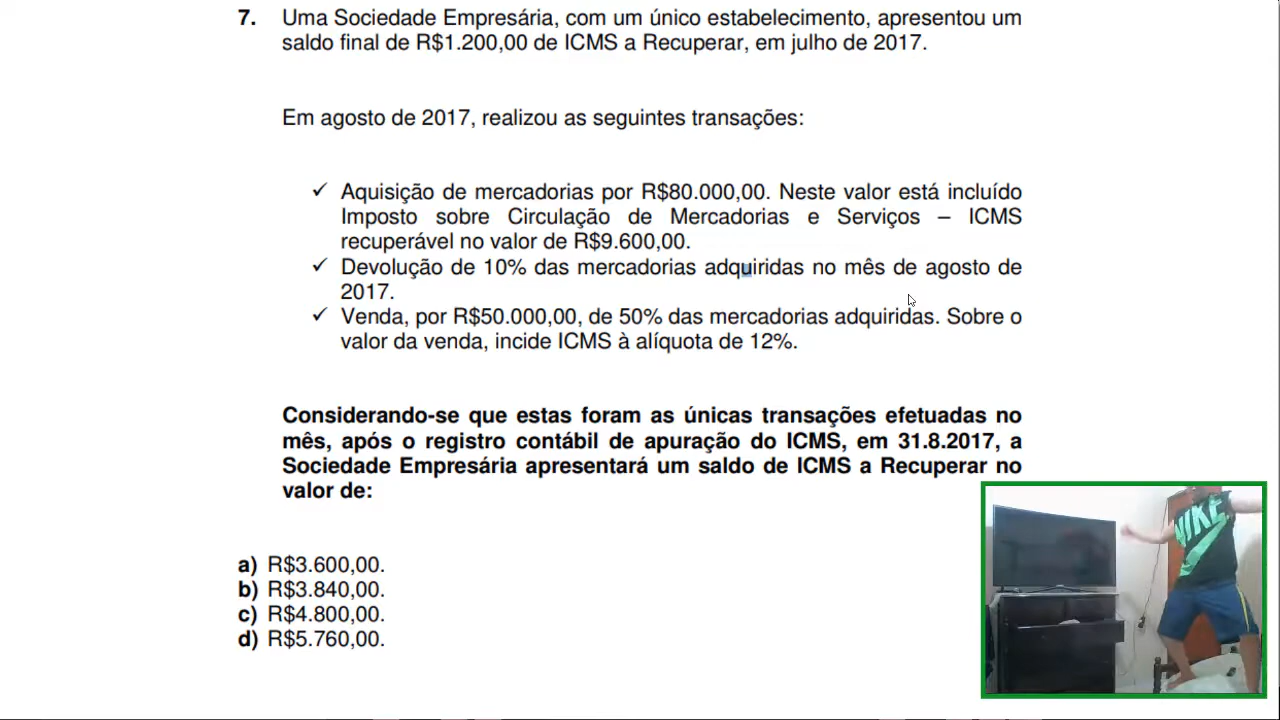 7. Uma Sociedade Empresária, com um único estabelecimento, apresentou um
saldo final de R$1.200,00 de ICMS a Recuperar, em julho de 2017.
Em agosto de 2017, realizou as seguintes transações:
✓ Aquisição de mercadorias por R$80.000,00. Neste valor está incluído
Imposto sobre Circulação de Mercadorias e Serviços – ICMS
recuperável no valor de R$9.600,00.
✓ Devolução de 10% das mercadorias adquiridas no mês de agosto de
2017.
✓ Venda, por R$50.000,00, de 50% das mercadorias adquiridas. Sobre o
valor da venda, incide ICMS à alíquota de 12%.
Considerando-se que estas foram as únicas transações efetuadas no
mês, após o registro contábil de apuração do ICMS, em 31.8.2017, a
Sociedade Empresária apresentará um saldo de ICMS a Recuperar no
valor de:
a) R$3.600,00.
b) R$3.840,00.
c) R$4.800,00.
d) R$5.760,00.
NIKE